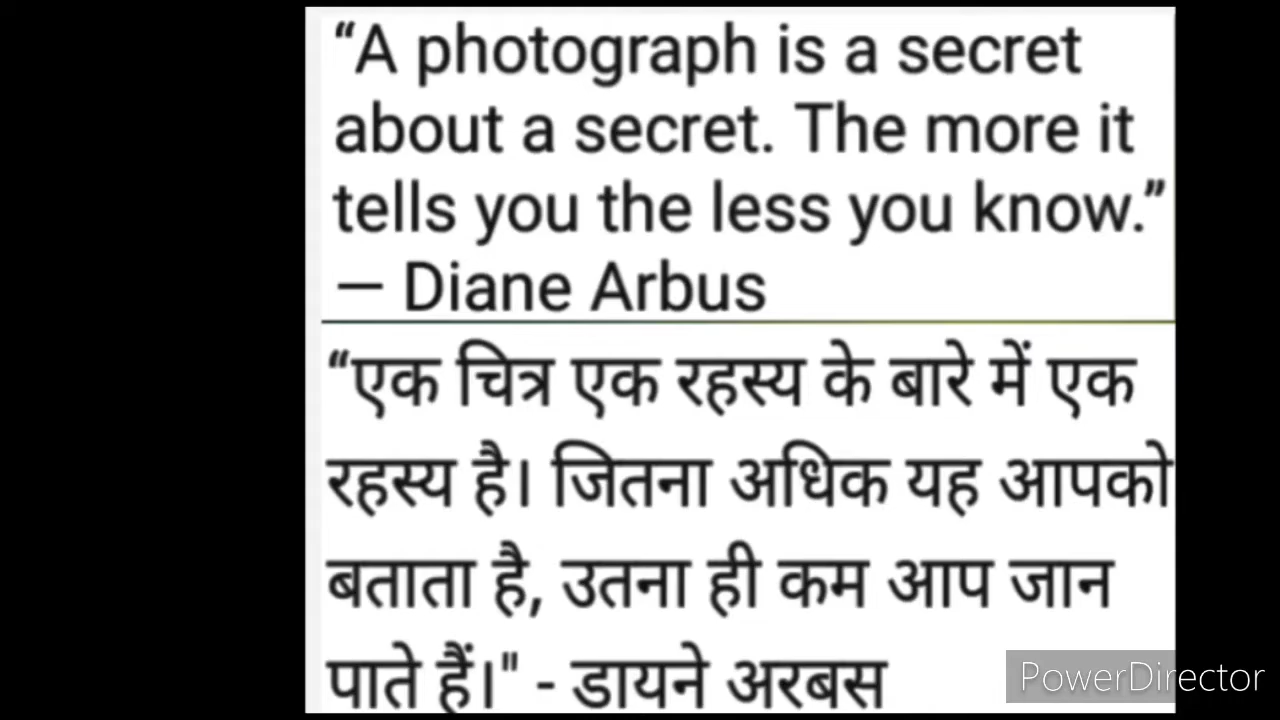 “A photograph is a secret
about a secret. The more it
tells you the less you know.”
— Diane Arbus
“एक चित्र एक रहस्य के बारे में एक
रहस्य है। जितना अधिक यह आपको
बताता है, उतना ही कम आप जान
पाते हैं।" - डायने अरबस
PowerDirector